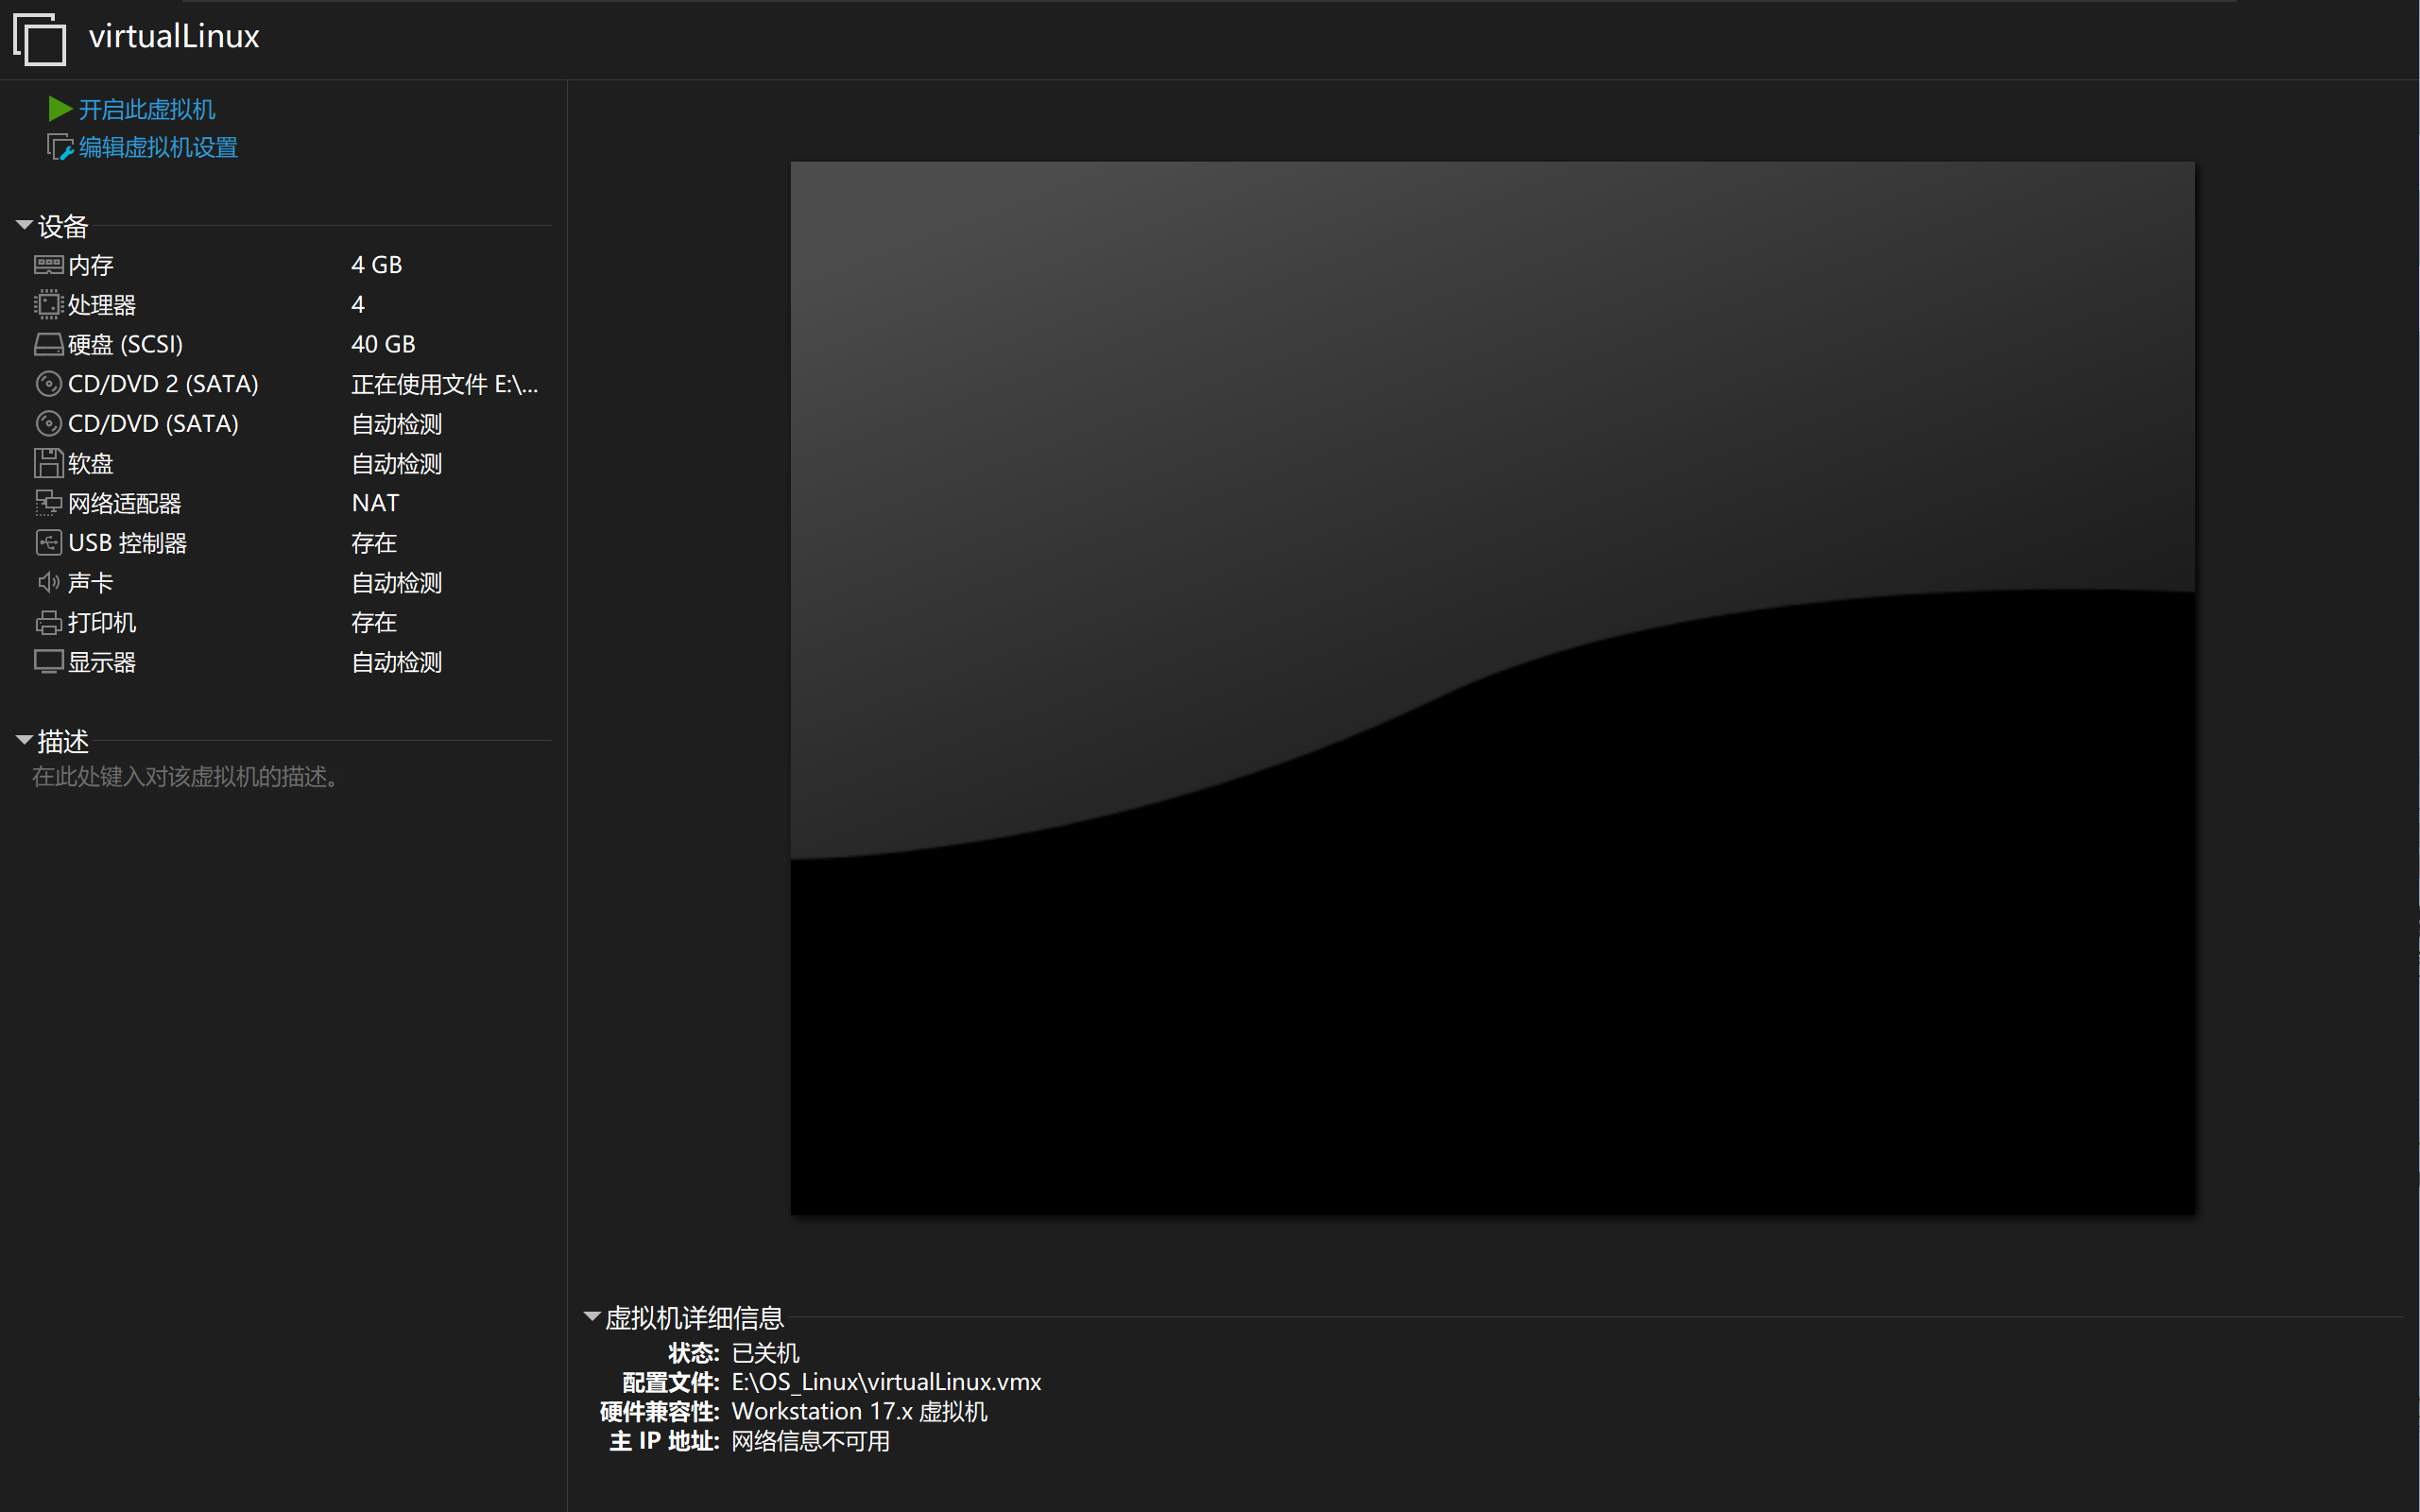 virtualLinux
开启此虚拟机
编辑虚拟机设置
设备
内存 4 GB
处理器 4
硬盘 (SCSI) 40 GB
CD/DVD 2 (SATA) 正在使用文件 E:\...
CD/DVD (SATA) 自动检测
软盘 自动检测
网络适配器 NAT
USB 控制器 存在
声卡 自动检测
打印机 存在
显示器 自动检测
描述
在此处键入对该虚拟机的描述。
虚拟机详细信息
状态: 已关机
配置文件: E:\OS_Linux\virtualLinux.vmx
硬件兼容性: Workstation 17.x 虚拟机
主 IP 地址: 网络信息不可用